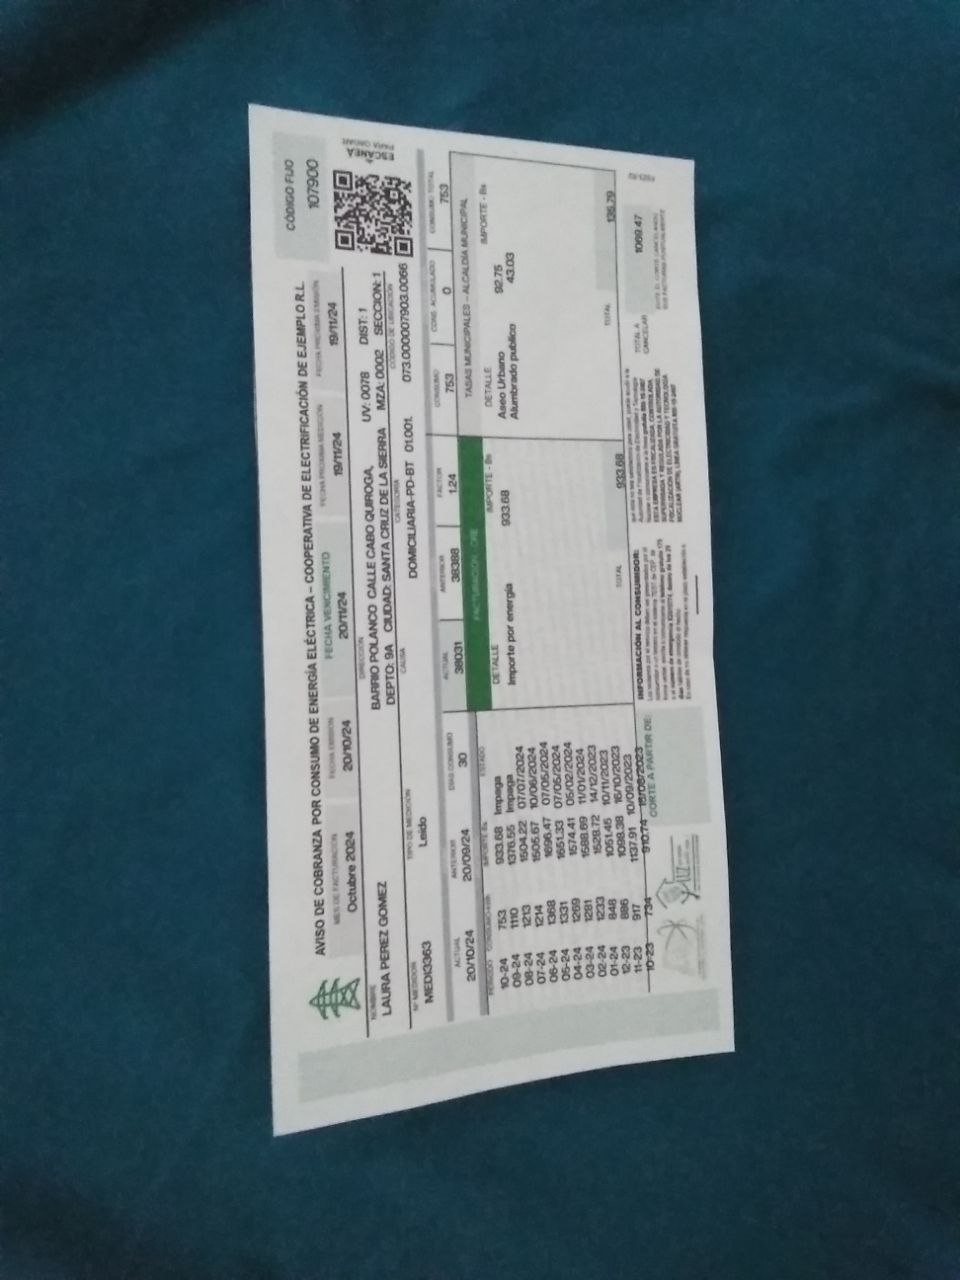 AVISO DE COBRANZA POR CONSUMO DE ENERGÍA ELÉCTRICA – COOPERATIVA DE ELECTRIFICACIÓN DE EJEMPLO R.L.
CÓDIGO FIJO
107900
MES DE FACTURACIÓN FECHA EMISIÓN FECHA VENCIMIENTO FECHA PRÓXIMA MEDICIÓN FECHA PRÓXIMA EMISIÓN
Octubre 2024 20/10/24 20/11/24 19/11/24 19/11/24
ESCANEA
NOMBRE DIRECCIÓN
LAURA PEREZ GOMEZ BARRIO POLANCO CALLE CABO QUIROGA, UV: 0078 DIST: 1
DEPTO: 9A CIUDAD: SANTA CRUZ DE LA SIERRA MZA: 0002 SECCION: 1
Nº MEDIDOR TIPO DE MEDICIÓN CAUSA CATEGORÍA CÓDIGO DE UBICACIÓN
MEDI3363 Leido DOMICILIARIA-PD-BT 01.001. 073.000007903.0066
ACTUAL ANTERIOR DÍAS CONSUMO ACTUAL ANTERIOR FACTOR CONSUMO CONS. ACUMULADO CONSUMO TOTAL
20/10/24 20/09/24 30 38031 38388 1.24 753 0 753
PERIODO CONSUMO kWh IMPORTE Bs ESTADO
10-24 753 933.68 Impaga
09-24 1110 1376.55 Impaga
08-24 1213 1504.22 07/07/2024
07-24 1214 1505.67 10/06/2024
06-24 1368 1696.47 07/05/2024
05-24 1331 1651.33 07/05/2024
04-24 1269 1574.41 05/02/2024
03-24 1281 1588.69 11/01/2024
02-24 1233 1528.72 14/12/2023
01-24 848 1051.45 10/11/2023
12-23 886 1098.38 16/10/2023
11-23 917 1137.91 10/09/2023
10-23 734 910.74 18/08/2023
DETALLE IMPORTE - Bs
Importe por energía 933.68
TOTAL 933.68
TASAS MUNICIPALES – ALCALDÍA MUNICIPAL
DETALLE IMPORTE - Bs
Aseo Urbano 92.75
Alumbrado publico 43.03
TOTAL 135.79
CORTE A PARTIR DE:
INFORMACIÓN AL CONSUMIDOR:
TOTAL A
CANCELAR
1069.47